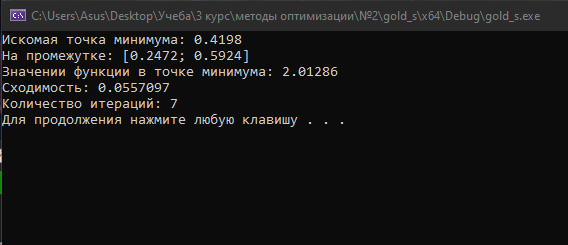 C:\Users\Asus\Desktop\Учеба\3 курс\методы оптимизации\№2\gold_s\x64\Debug\gold_s.exe
Искомая точка минимума: 0.4198
На промежутке: [0.2472; 0.5924]
Значении функции в точке минимума: 2.01286
Сходимость: 0.0557097
Количество итераций: 7
Для продолжения нажмите любую клавишу . . .